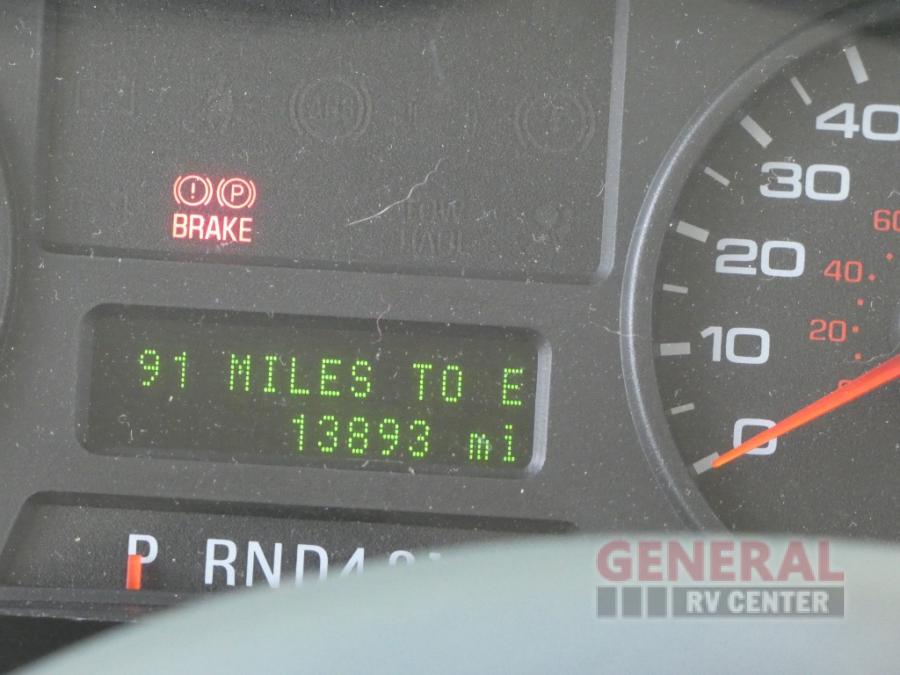 BRAKE
40
30
20
10
0
60
40
20
91 MILES TO E
13893 mi
P RND
GENERAL
RV CENTER